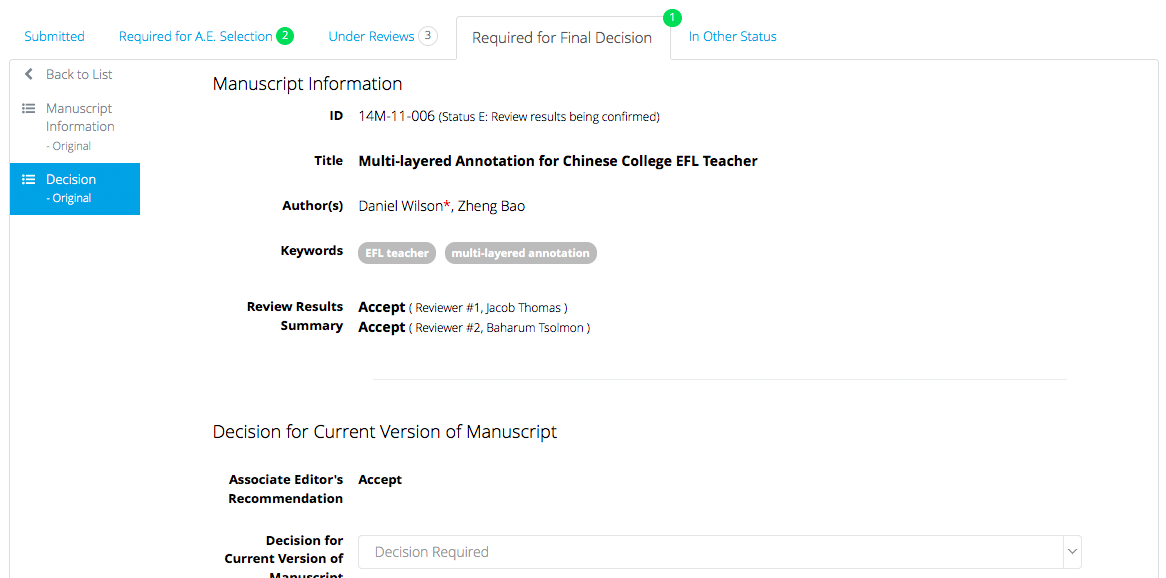 Submitted
Required for A.E. Selection 2
Under Reviews 3
Required for Final Decision 1
In Other Status
Back to List
Manuscript
Information
- Original
Decision
- Original
Manuscript Information
ID 14M-11-006 (Status E: Review results being confirmed)
Title Multi-layered Annotation for Chinese College EFL Teacher
Author(s) Daniel Wilson*, Zheng Bao
Keywords EFL teacher multi-layered annotation
Review Results Accept ( Reviewer #1, Jacob Thomas )
Summary Accept ( Reviewer #2, Baharum Tsolmon )
Decision for Current Version of Manuscript
Associate Editor's Accept
Recommendation
Decision for
Current Version of
Manuscript
Decision Required